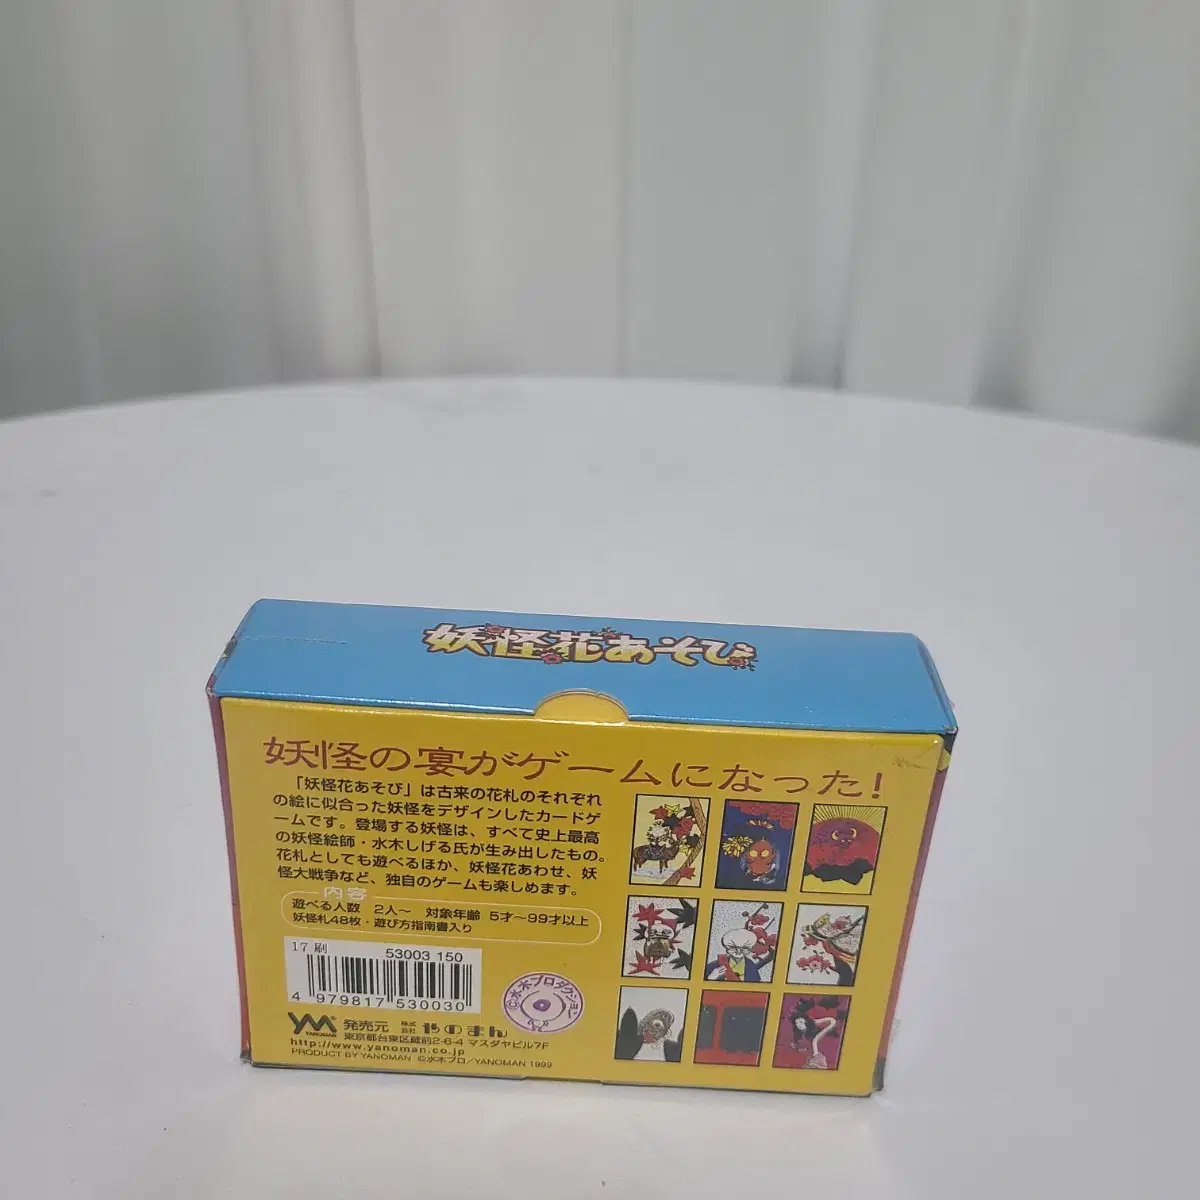 妖怪花あそび
妖怪の宴がゲームになった!
「妖怪花あそび」は古来の花札のそれぞれ
の絵に似合った妖怪をデザインしたカードゲ
ームです。登場する妖怪は、すべて史上最高
の妖怪絵師・水木しげる氏が生み出したもの。
花札としても遊べるほか、妖怪花あわせ、妖
怪大戦争など、独自のゲームも楽しめます。
内容
遊べる人数 2人〜 対象年齢 5才〜99才以上
妖怪札48枚・遊び方指南書入り
17刷
53003 150
4 979817 530030
©水木プロダクション
YM
YANOMAN
発売元 株式会社 やのまん
東京都台東区蔵前2-6-4 マスダヤビル7F
http://www.yanoman.co.jp
PRODUCT BY YANOMAN ©水木プロ/YANOMAN 1999